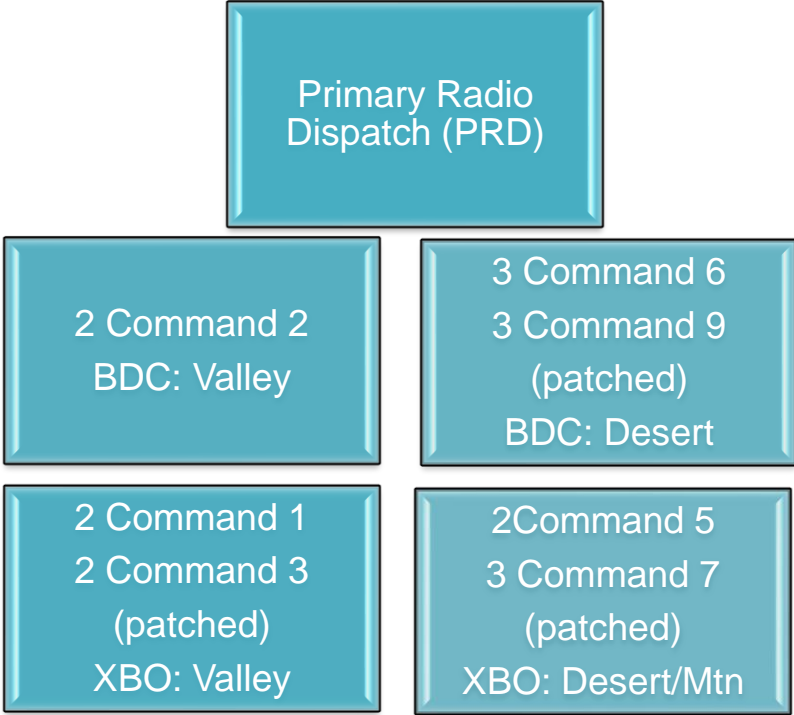 Primary Radio
Dispatch (PRD)
2 Command 2
BDC: Valley
3 Command 6
3 Command 9
(patched)
BDC: Desert
2 Command 1
2 Command 3
(patched)
XBO: Valley
2Command 5
3 Command 7
(patched)
XBO: Desert/Mtn